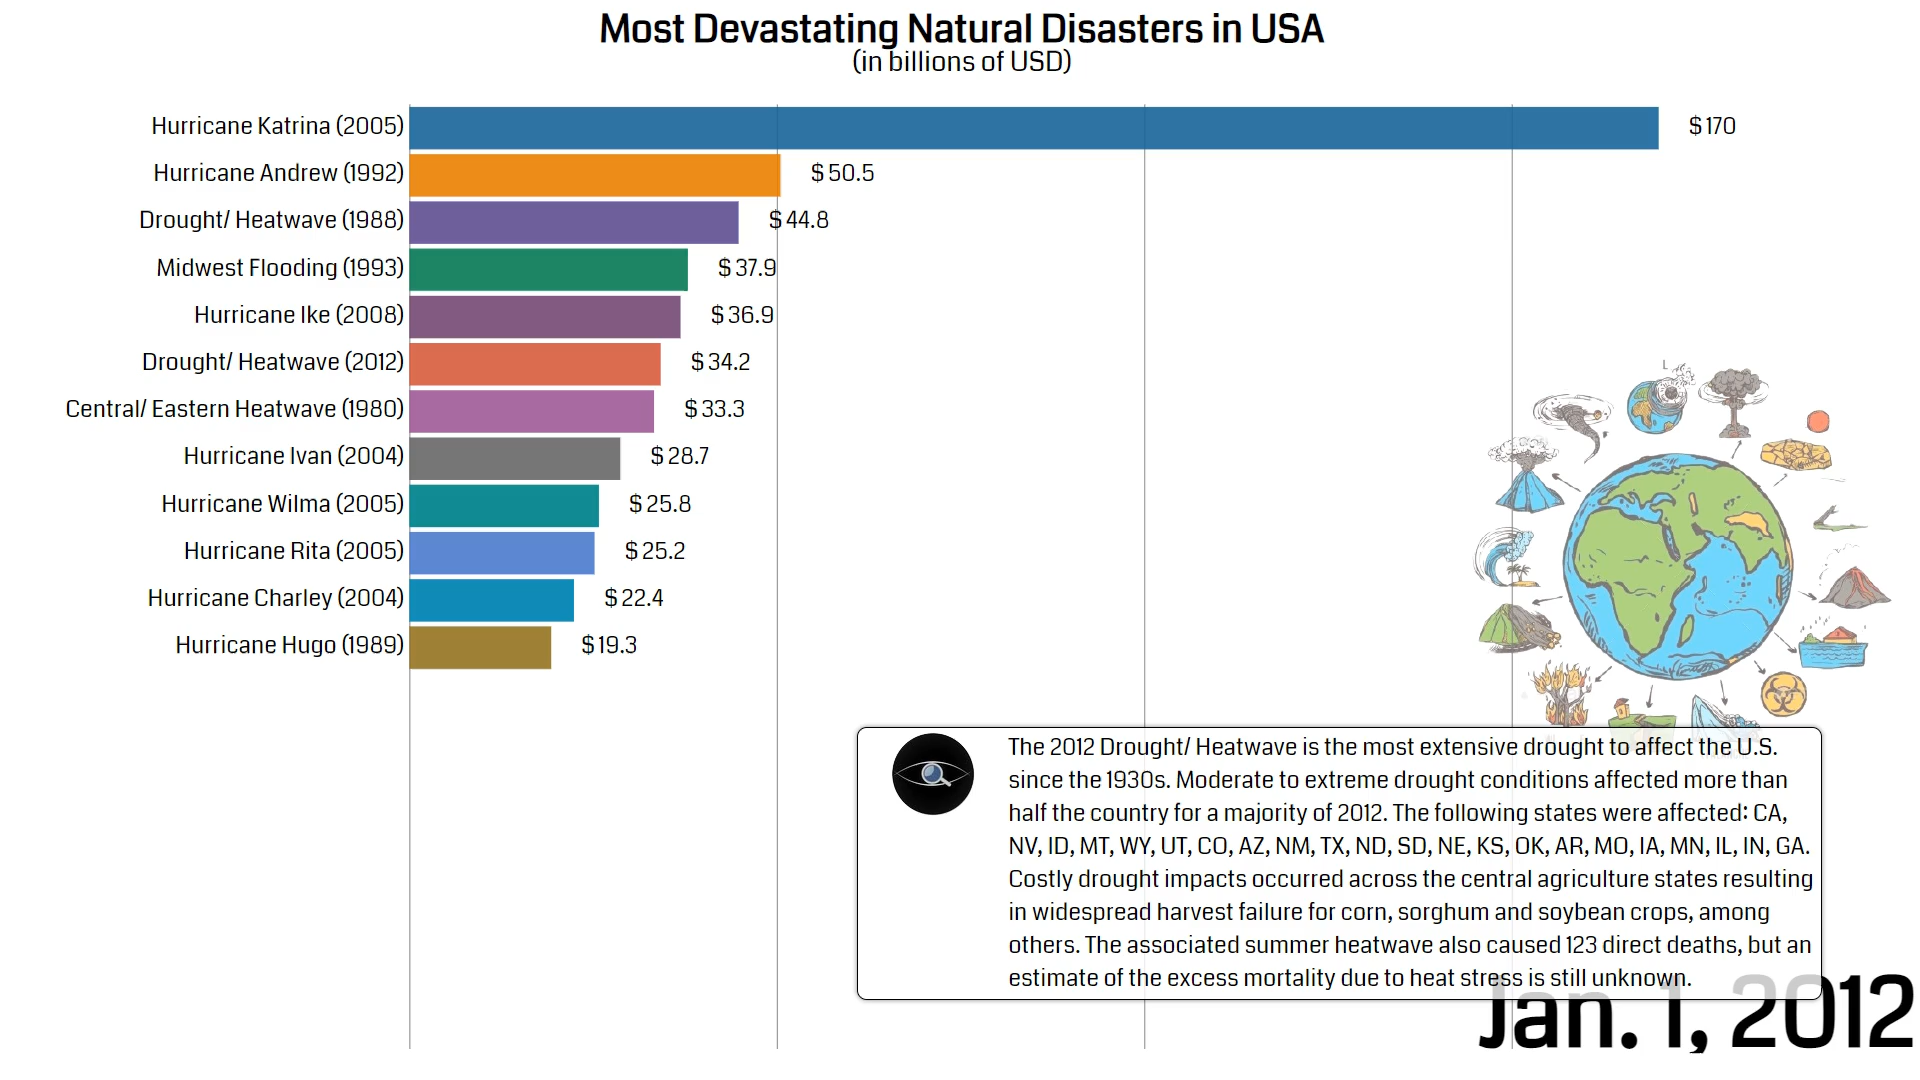 Most Devastating Natural Disasters in USA
(in billions of USD)
Hurricane Katrina (2005) $ 170
Hurricane Andrew (1992) $ 50.5
Drought/ Heatwave (1988) $ 44.8
Midwest Flooding (1993) $ 37.9
Hurricane Ike (2008) $ 36.9
Drought/ Heatwave (2012) $ 34.2
Central/ Eastern Heatwave (1980) $ 33.3
Hurricane Ivan (2004) $ 28.7
Hurricane Wilma (2005) $ 25.8
Hurricane Rita (2005) $ 25.2
Hurricane Charley (2004) $ 22.4
Hurricane Hugo (1989) $ 19.3
The 2012 Drought/ Heatwave is the most extensive drought to affect the U.S.
since the 1930s. Moderate to extreme drought conditions affected more than
half the country for a majority of 2012. The following states were affected: CA,
NV, ID, MT, WY, UT, CO, AZ, NM, TX, ND, SD, NE, KS, OK, AR, MO, IA, MN, IL, IN, GA.
Costly drought impacts occurred across the central agriculture states resulting
in widespread harvest failure for corn, sorghum and soybean crops, among
others. The associated summer heatwave also caused 123 direct deaths, but an
estimate of the excess mortality due to heat stress is still unknown.
Jan. 1, 2012